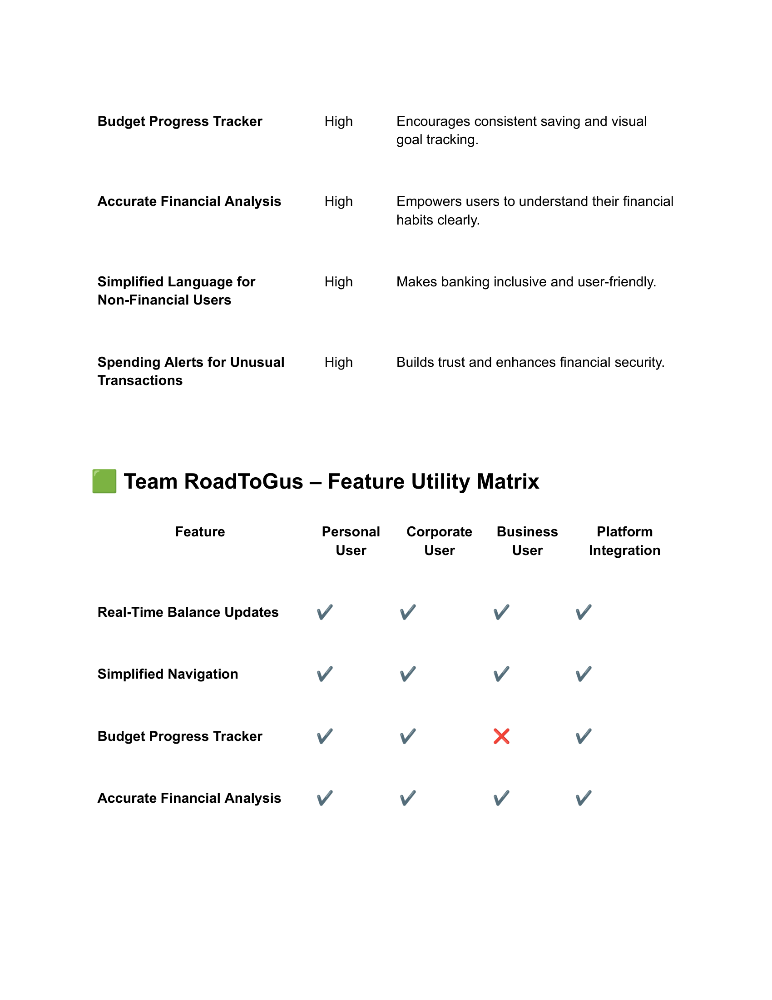 Budget Progress Tracker High Encourages consistent saving and visual
goal tracking.
Accurate Financial Analysis High Empowers users to understand their financial
habits clearly.
Simplified Language for High Makes banking inclusive and user-friendly.
Non-Financial Users
Spending Alerts for Unusual High Builds trust and enhances financial security.
Transactions
🟩 Team RoadToGus – Feature Utility Matrix
Feature Personal Corporate Business Platform
User User User Integration
Real-Time Balance Updates ✔️ ✔️ ✔️ ✔️
Simplified Navigation ✔️ ✔️ ✔️ ✔️
Budget Progress Tracker ✔️ ✔️ ❌ ✔️
Accurate Financial Analysis ✔️ ✔️ ✔️ ✔️